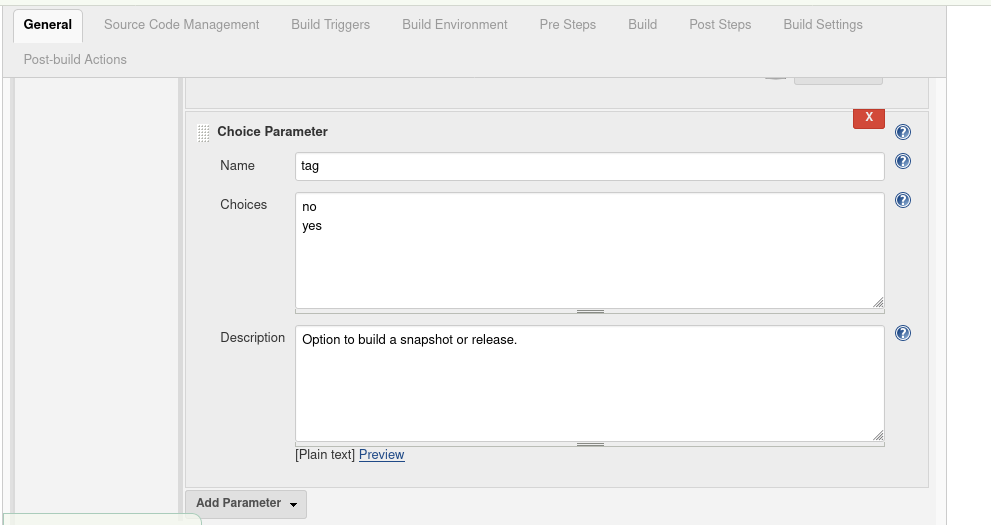 General Source Code Management Build Triggers Build Environment Pre Steps Build Post Steps Build Settings
Post-build Actions
X
Choice Parameter ?
Name tag ?
Choices no ?
yes
Description Option to build a snapshot or release. ?
[Plain text] Preview
Add Parameter